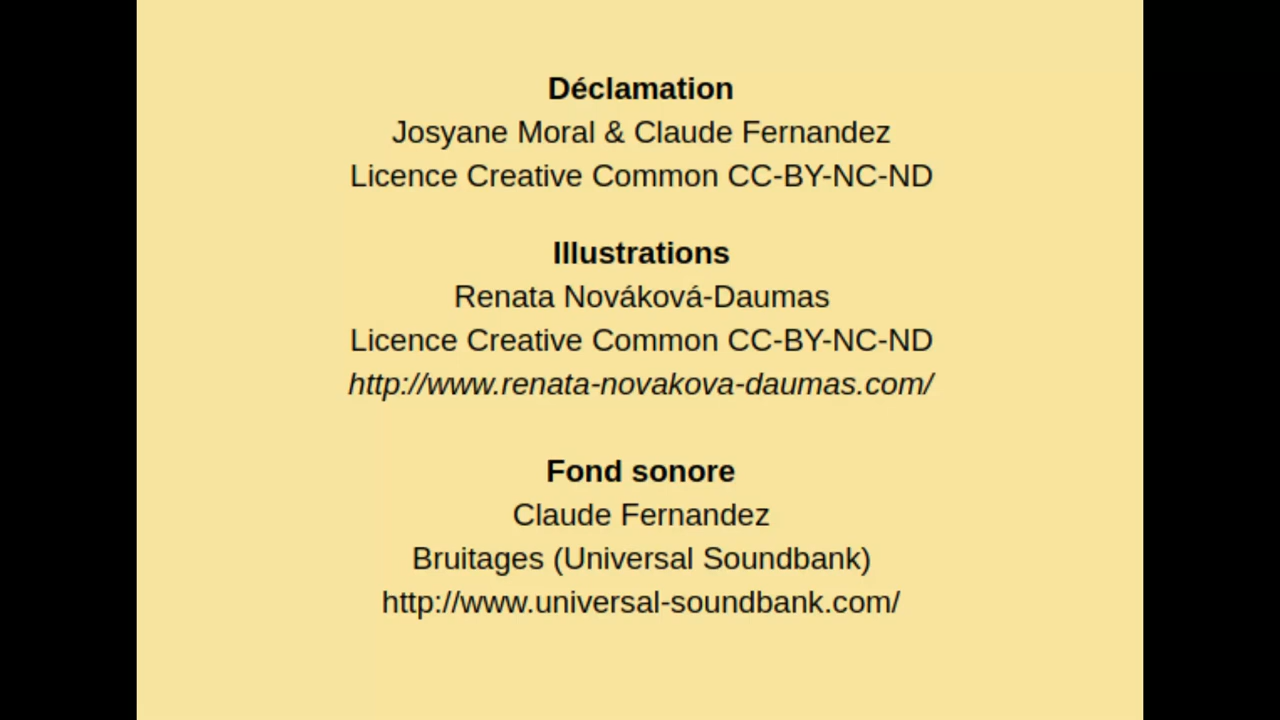 Déclamation
Josyane Moral & Claude Fernandez
Licence Creative Common CC-BY-NC-ND
Illustrations
Renata Nováková-Daumas
Licence Creative Common CC-BY-NC-ND
http://www.renata-novakova-daumas.com/
Fond sonore
Claude Fernandez
Bruitages (Universal Soundbank)
http://www.universal-soundbank.com/